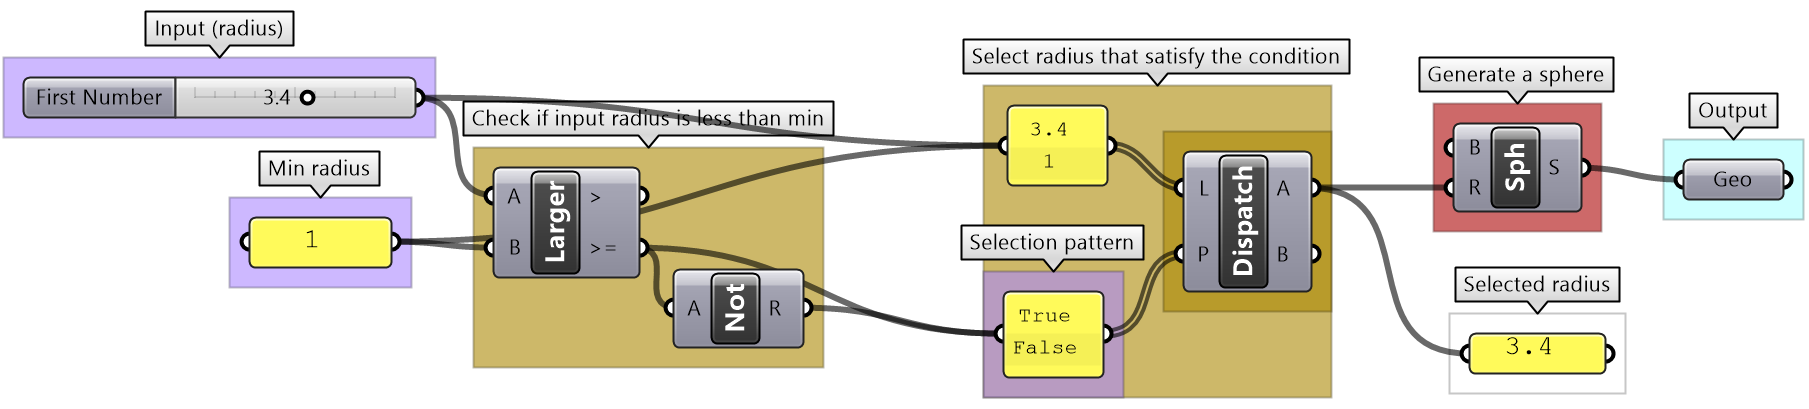 Input (radius)
First Number
3.4
Check if input radius is less than min
Min radius
1
A
B
Larger
>
>=
A
Not
R
Select radius that satisfy the condition
3.4
1
Selection pattern
True
False
L
P
Dispatch
A
B
Generate a sphere
B
R
Sph
S
Output
Geo
Selected radius
3.4